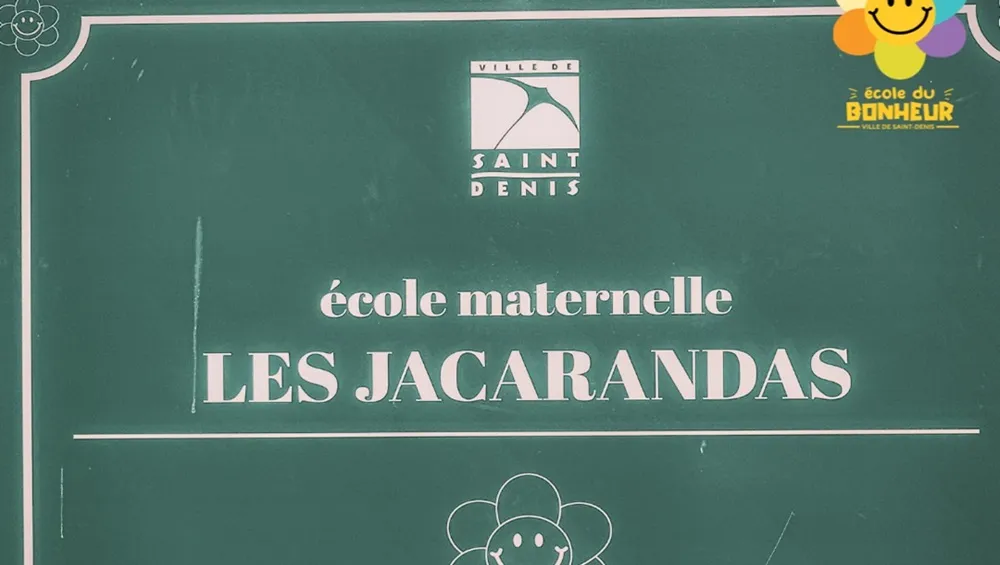 VILLE DE
SAINT
DENIS
école du
BONHEUR
VILLE DE SAINT-DENIS
école maternelle
LES JACARANDAS